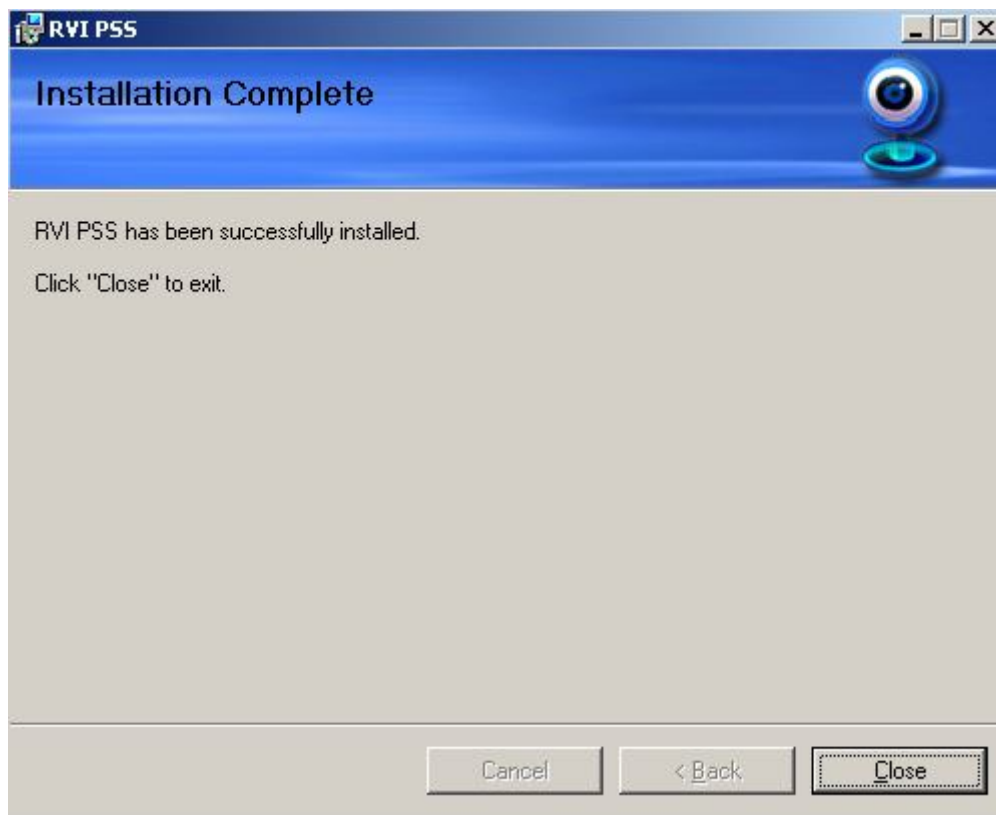 RVI PSS
Installation Complete
RVI PSS has been successfully installed.
Click "Close" to exit.
Cancel
< Back
Close